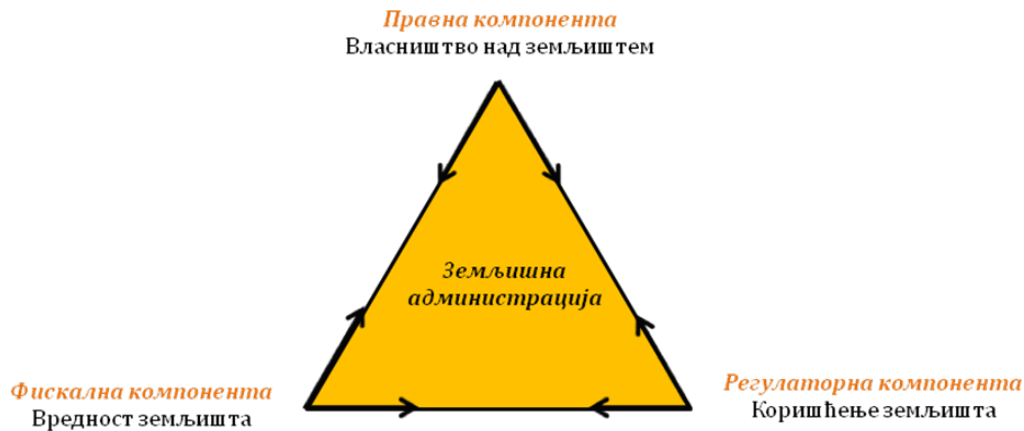 Правна компонента
Власништво над земљиштем
Земљишна
администрација
Фискална компонента
Вредност земљишта
Регулаторна компонента
Коришћење земљишта